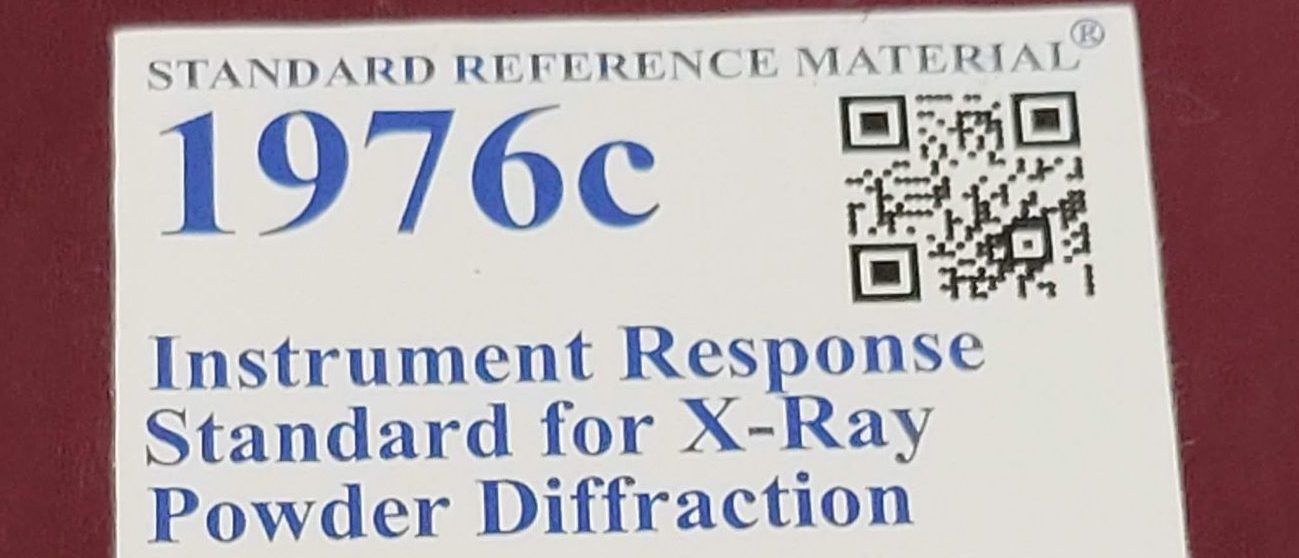 STANDARD REFERENCE MATERIAL®
1976c
Instrument Response
Standard for X-Ray
Powder Diffraction